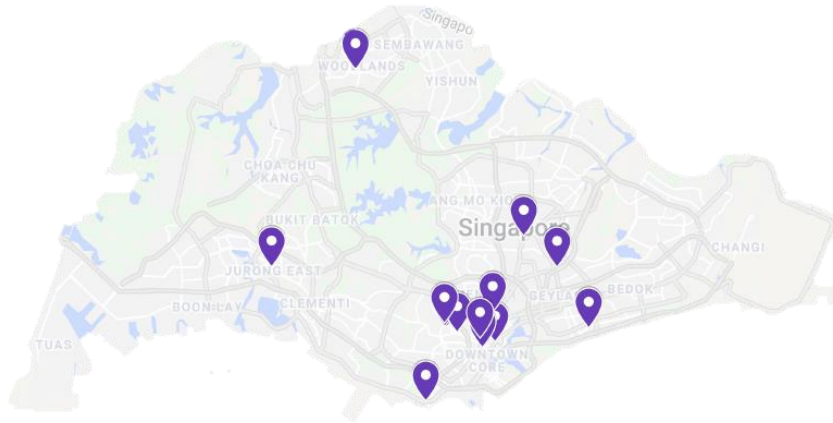 Singapo
SEMBAWANG
WOODLANDS
YISHUN
CHOA CHU
KANG
ANG MO KIO
BUKIT BATOK
Singapore
CHANGI
JURONG EAST
BEDOK
GEYLA
BOON LAY
CLEMENTI
TUAS
DOWNTOWN
CORE